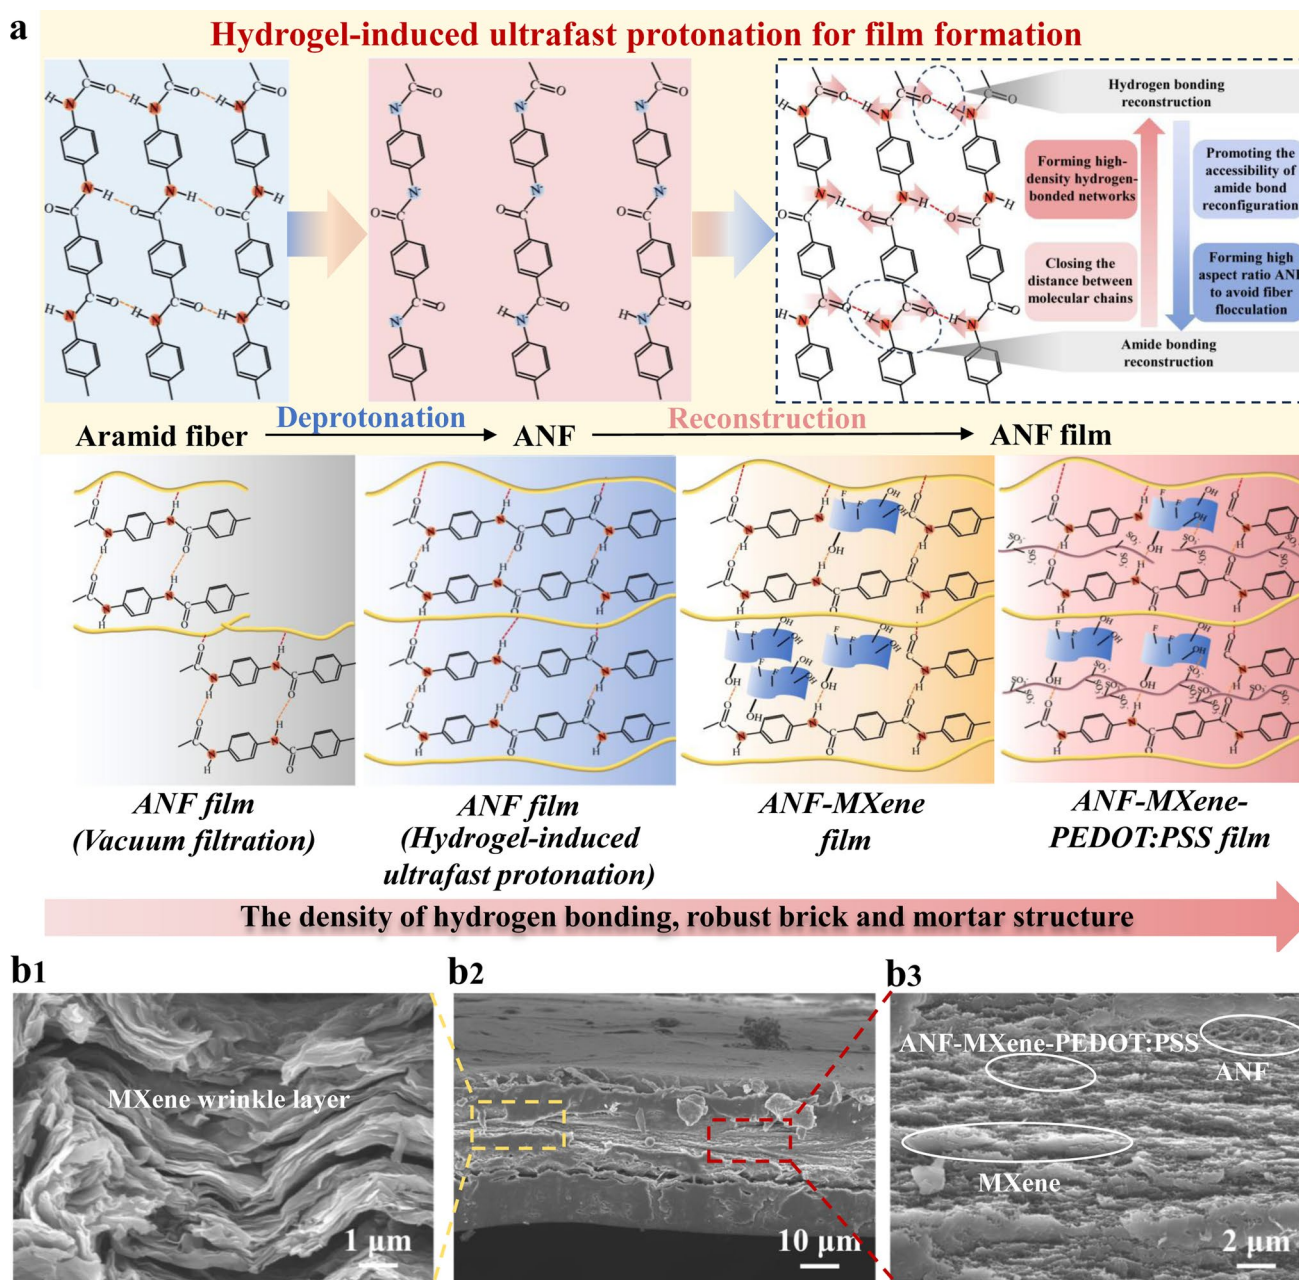 a
Hydrogel-induced ultrafast protonation for film formation
Hydrogen bonding
reconstruction
Forming high-
density hydrogen-
bonded networks
Promoting the
accessibility of
amide bond
reconfiguration
Closing the
distance between
molecular chains
Forming high
aspect ratio ANF
to avoid fiber
flocculation
Amide bonding
reconstruction
Aramid fiber
Deprotonation
ANF
Reconstruction
ANF film
ANF film
(Vacuum filtration)
ANF film
(Hydrogel-induced
ultrafast protonation)
ANF-MXene
film
ANF-MXene-
PEDOT:PSS film
The density of hydrogen bonding, robust brick and mortar structure
b1
MXene wrinkle layer
1 μm
b2
10 μm
b3
ANF-MXene-PEDOT:PSS
ANF
MXene
2 μm